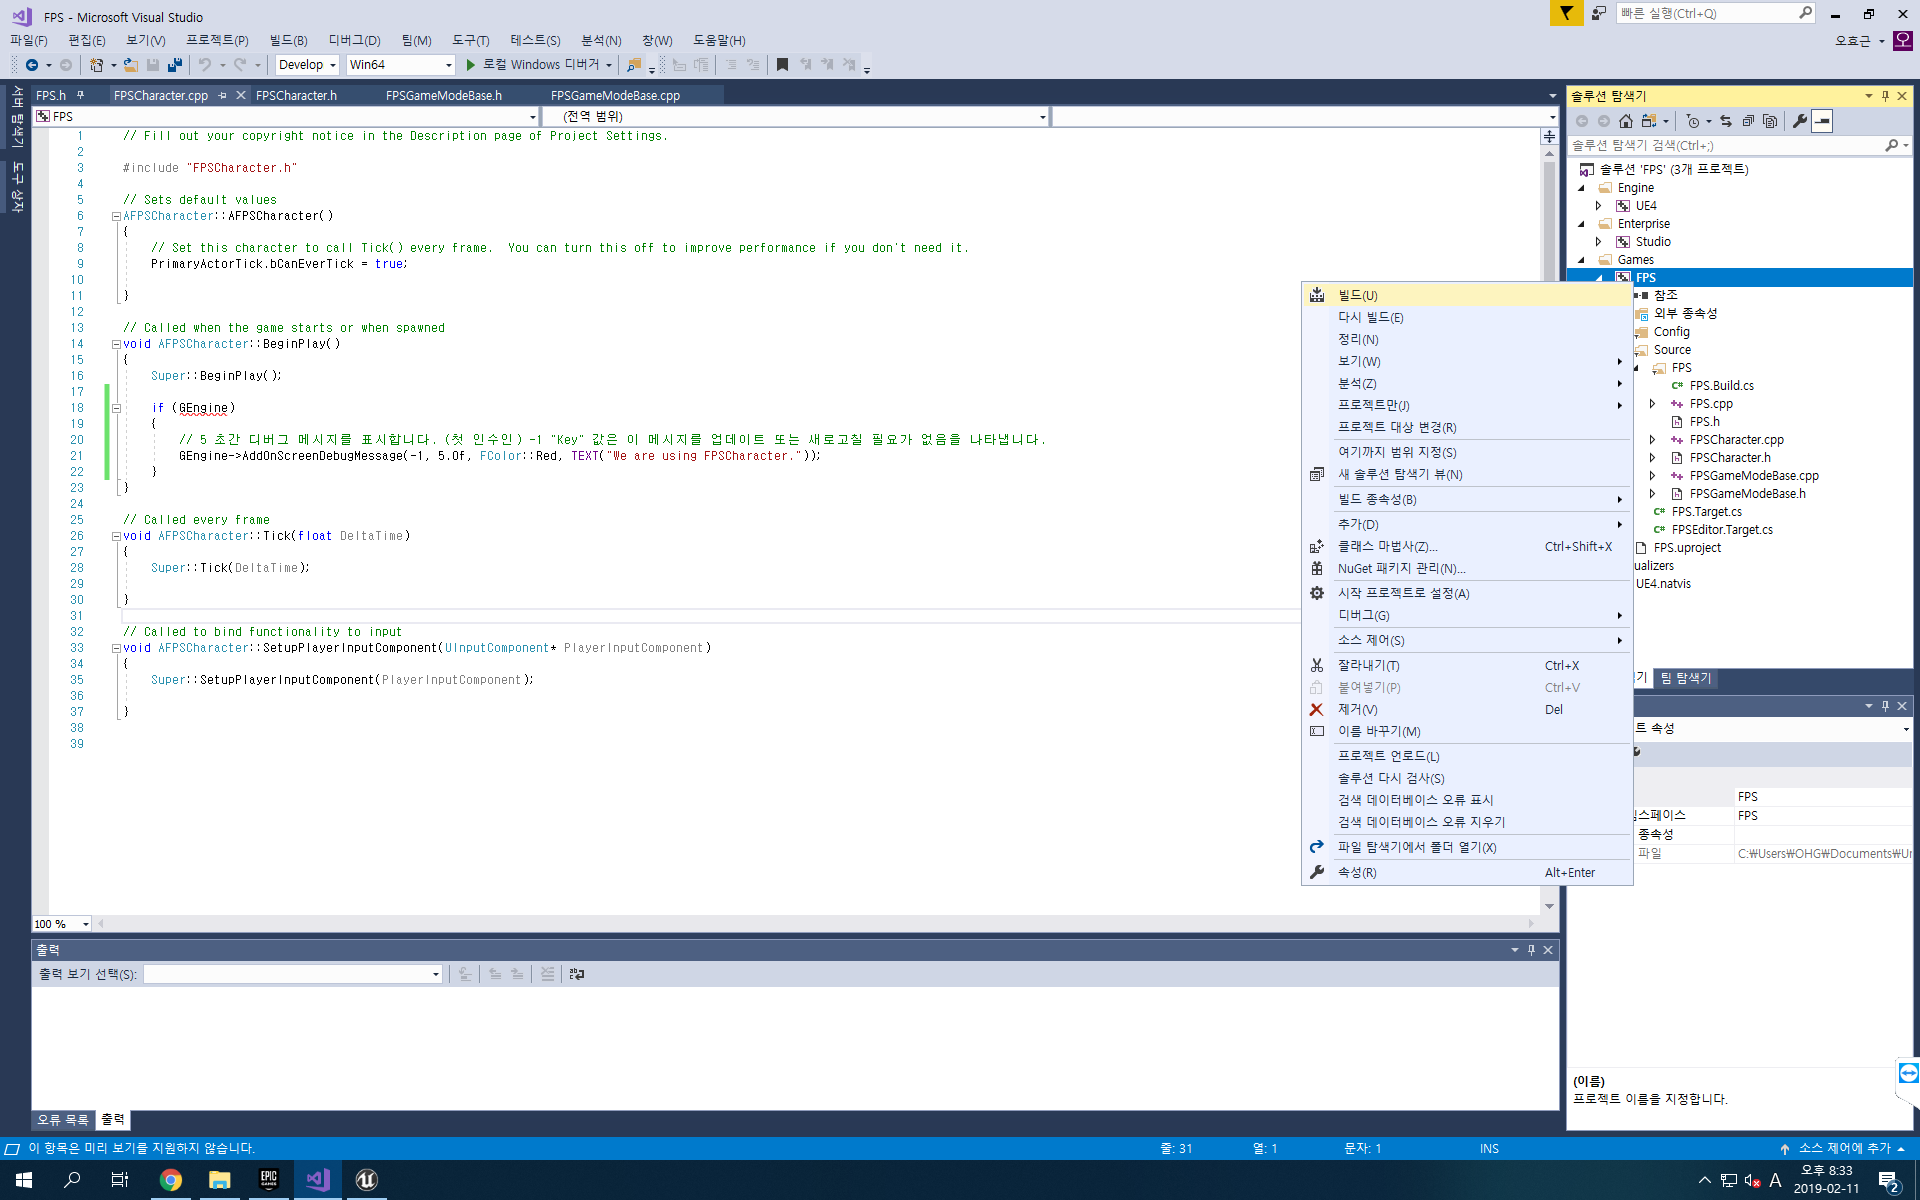 FPS - Microsoft Visual Studio
빠른 실행(Ctrl+Q)
파일(F) 편집(E) 보기(V) 프로젝트(P) 빌드(B) 디버그(D) 팀(M) 도구(T) 테스트(S) 분석(N) 창(W) 도움말(H)
오효근
Develop Win64 로컬 Windows 디버거
서버 탐색기
도구 상자
FPS.h FPSCharacter.cpp FPSCharacter.h FPSGameModeBase.h FPSGameModeBase.cpp
FPS (전역 범위)
1 // Fill out your copyright notice in the Description page of Project Settings.
2
3 #include "FPSCharacter.h"
4
5 // Sets default values
6 AFPSCharacter::AFPSCharacter()
7 {
8 // Set this character to call Tick() every frame.  You can turn this off to improve performance if you don't need it.
9 PrimaryActorTick.bCanEverTick = true;
10
11 }
12
13 // Called when the game starts or when spawned
14 void AFPSCharacter::BeginPlay()
15 {
16 Super::BeginPlay();
17
18 if (GEngine)
19 {
20 // 5 초간 디버그 메시지를 표시합니다. (첫 인수인) -1 "Key" 값은 이 메시지를 업데이트 또는 새로고칠 필요가 없음을 나타냅니다.
21 GEngine->AddOnScreenDebugMessage(-1, 5.0f, FColor::Red, TEXT("We are using FPSCharacter."));
22 }
23 }
24
25 // Called every frame
26 void AFPSCharacter::Tick(float DeltaTime)
27 {
28 Super::Tick(DeltaTime);
29
30 }
31
32 // Called to bind functionality to input
33 void AFPSCharacter::SetupPlayerInputComponent(UInputComponent* PlayerInputComponent)
34 {
35 Super::SetupPlayerInputComponent(PlayerInputComponent);
36
37 }
38
39
100 %
빌드(U)
다시 빌드(E)
정리(N)
보기(W)
분석(Z)
프로젝트만(J)
프로젝트 대상 변경(R)
여기까지 범위 지정(S)
새 솔루션 탐색기 뷰(N)
빌드 종속성(B)
추가(D)
클래스 마법사(Z)... Ctrl+Shift+X
NuGet 패키지 관리(N)...
시작 프로젝트로 설정(A)
디버그(G)
소스 제어(S)
잘라내기(T) Ctrl+X
붙여넣기(P) Ctrl+V
제거(V) Del
이름 바꾸기(M)
프로젝트 언로드(L)
솔루션 다시 검사(S)
검색 데이터베이스 오류 표시
검색 데이터베이스 오류 지우기
파일 탐색기에서 폴더 열기(X)
속성(R) Alt+Enter
솔루션 탐색기
솔루션 탐색기 검색(Ctrl+;)
솔루션 'FPS' (3개 프로젝트)
Engine
UE4
Enterprise
Studio
Games
FPS
참조
외부 종속성
Config
Source
FPS
FPS.Build.cs
FPS.cpp
FPS.h
FPSCharacter.cpp
FPSCharacter.h
FPSGameModeBase.cpp
FPSGameModeBase.h
FPS.Target.cs
FPSEditor.Target.cs
FPS.uproject
ualizers
UE4.natvis
기 팀 탐색기
트 속성
FPS
스페이스 FPS
종속성
파일 C:₩Users₩OHG₩Documents₩Ur
(이름)
프로젝트 이름을 지정합니다.
출력
출력 보기 선택(S):
오류 목록 출력
이 항목은 미리 보기를 지원하지 않습니다.
줄: 31 열: 1 문자: 1 INS
소스 제어에 추가
EPIC GAMES
A
오후 8:33
2019-02-11
2